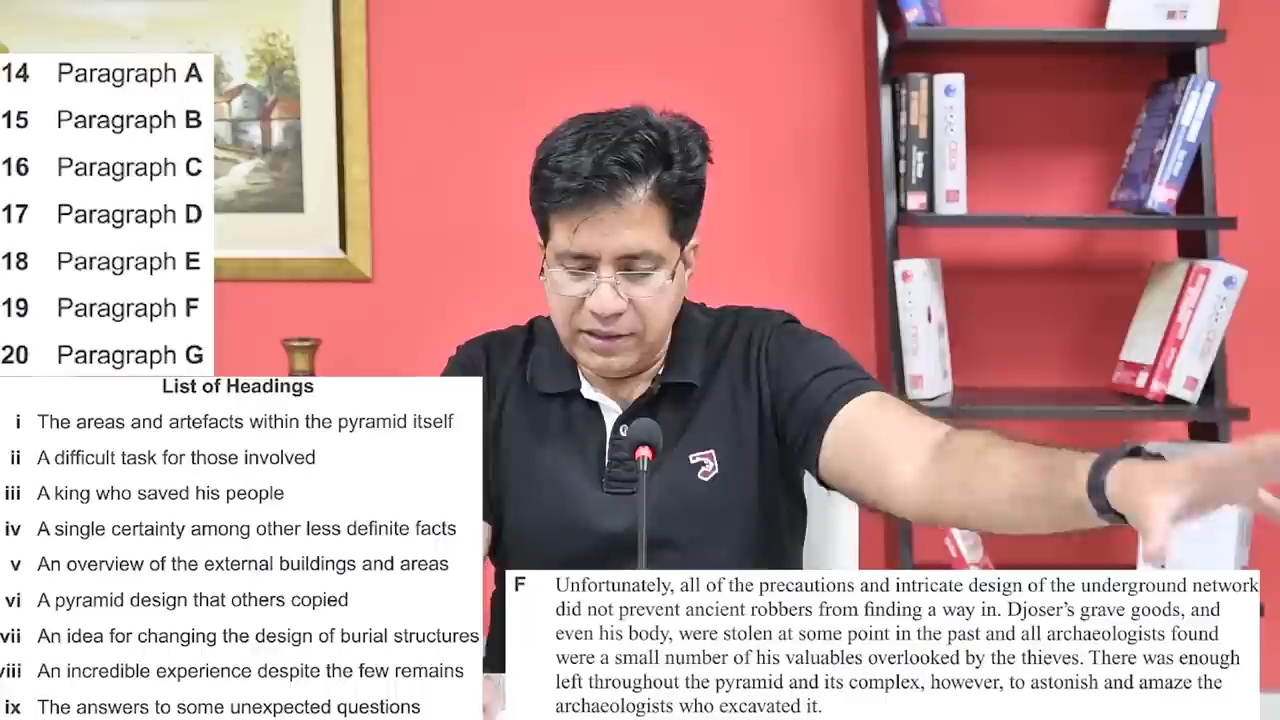 14 Paragraph A
15 Paragraph B
16 Paragraph C
17 Paragraph D
18 Paragraph E
19 Paragraph F
20 Paragraph G
List of Headings
i The areas and artefacts within the pyramid itself
ii A difficult task for those involved
iii A king who saved his people
iv A single certainty among other less definite facts
v An overview of the external buildings and areas
vi A pyramid design that others copied
vii An idea for changing the design of burial structures
viii An incredible experience despite the few remains
ix The answers to some unexpected questions
F Unfortunately, all of the precautions and intricate design of the underground network
did not prevent ancient robbers from finding a way in. Djoser's grave goods, and
even his body, were stolen at some point in the past and all archaeologists found
were a small number of his valuables overlooked by the thieves. There was enough
left throughout the pyramid and its complex, however, to astonish and amaze the
archaeologists who excavated it.